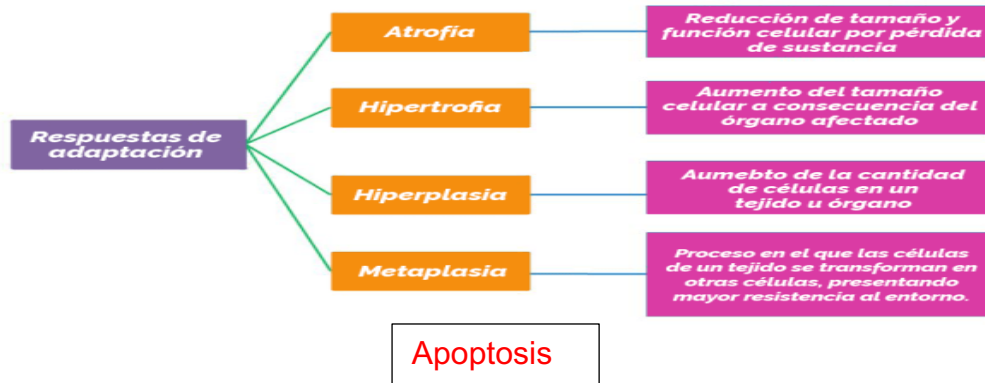 Respuestas de
adaptación
Atrofía
Reducción de tamaño y
función celular por pérdida
de sustancia
Hipertrofia
Aumento del tamaño
celular a consecuencia del
órgano afectado
Hiperplasia
Aumebto de la cantidad
de células en un
tejido u órgano
Metaplasia
Proceso en el que las células
de un tejido se transforman en
otras células, presentando
mayor resistencia al entorno.
Apoptosis